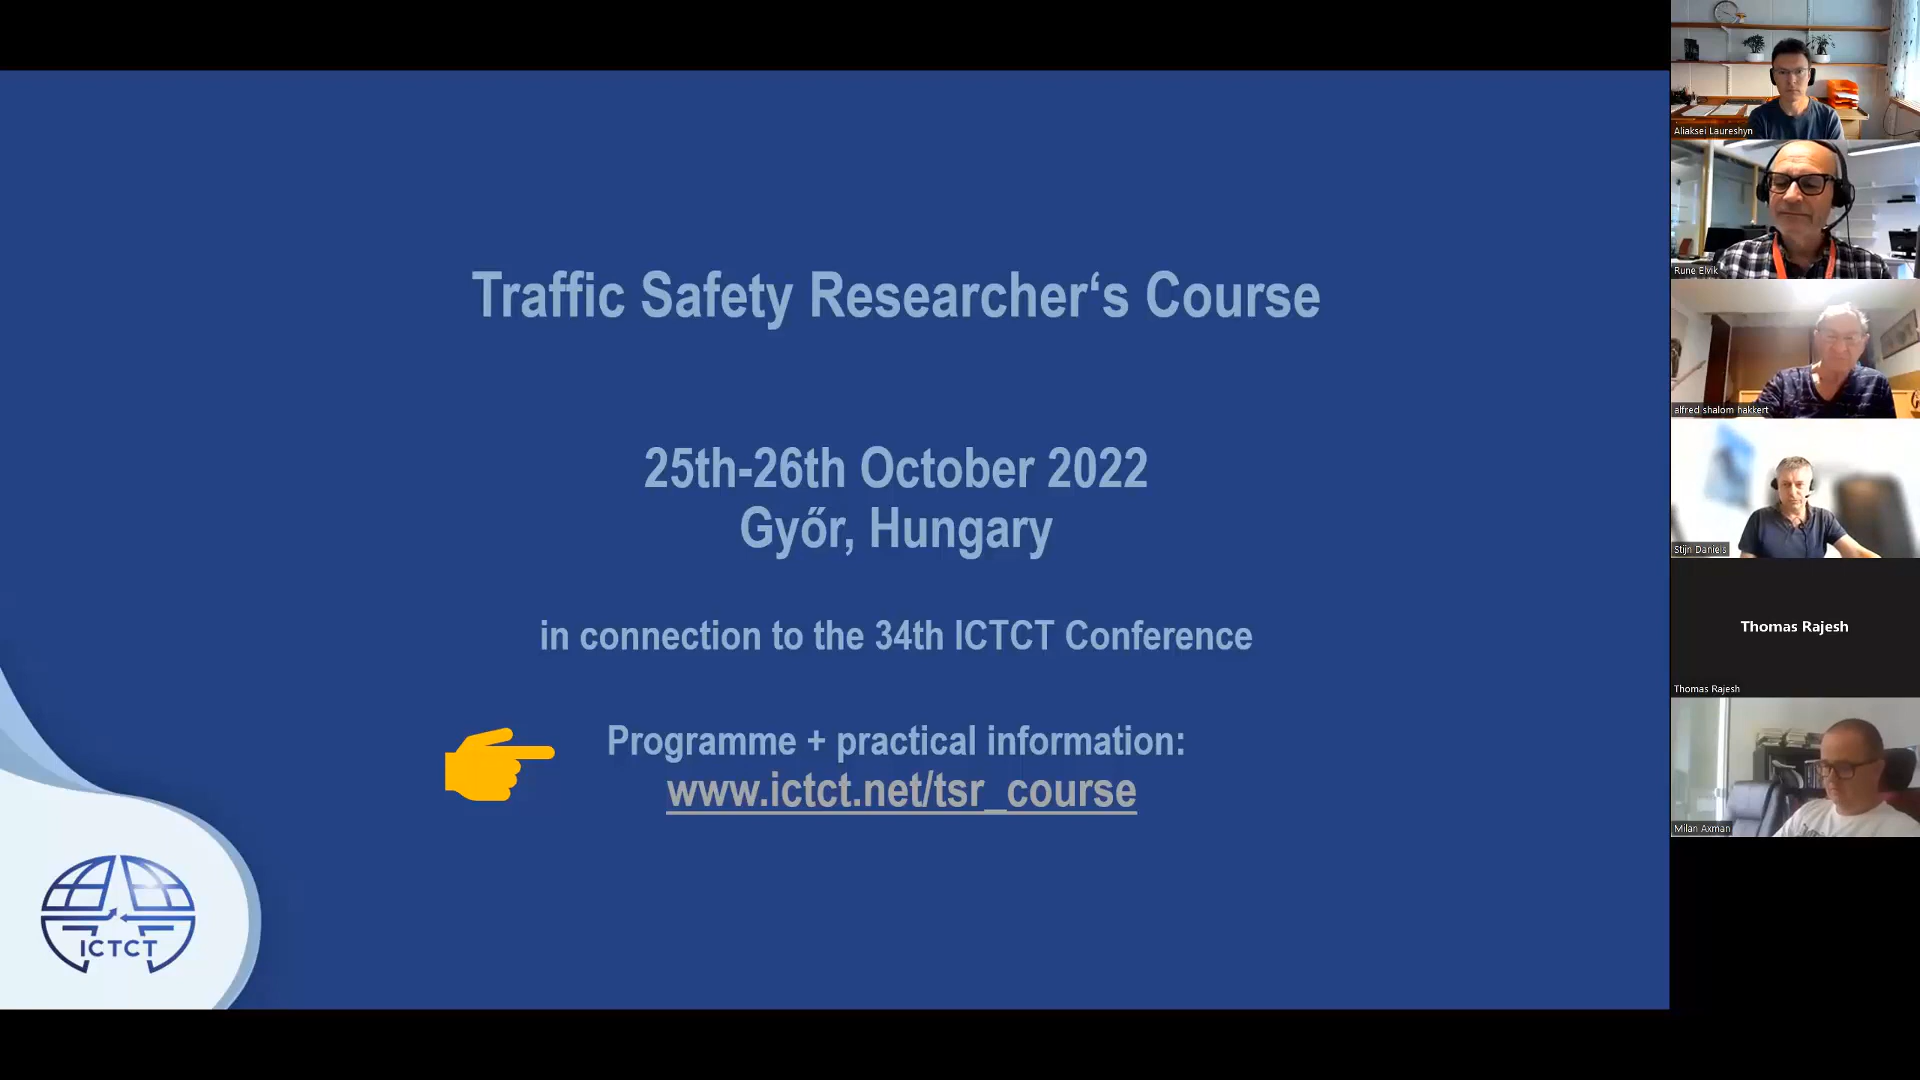 Traffic Safety Researcher‘s Course
25th-26th October 2022
Győr, Hungary
in connection to the 34th ICTCT Conference
Programme + practical information:
www.ictct.net/tsr_course
ICTCT
Aliaksei Laureshyn
Rune Elvik
alfred shalom hakkert
Stijn Daniels
Thomas Rajesh
Thomas Rajesh
Milan Axman